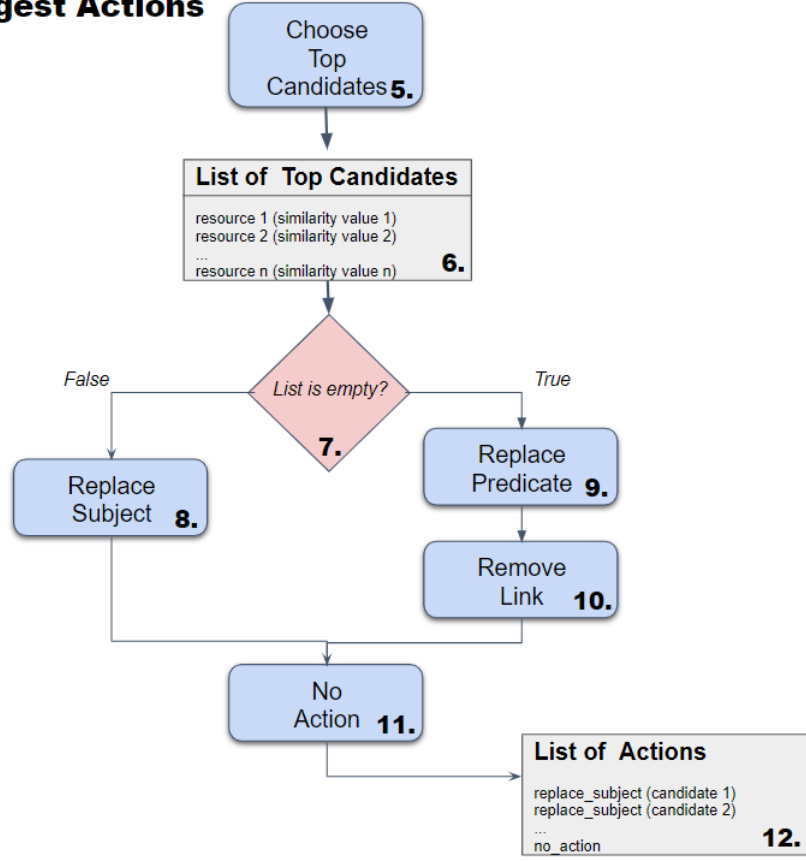 gest Actions
Choose
Top
Candidates 5.
List of Top Candidates
resource 1 (similarity value 1)
resource 2 (similarity value 2)
...
resource n (similarity value n)
6.
List is empty?
7.
False
True
Replace
Subject 8.
Replace
Predicate 9.
Remove
Link 10.
No
Action 11.
List of Actions
replace_subject (candidate 1)
replace_subject (candidate 2)
...
no_action
12.